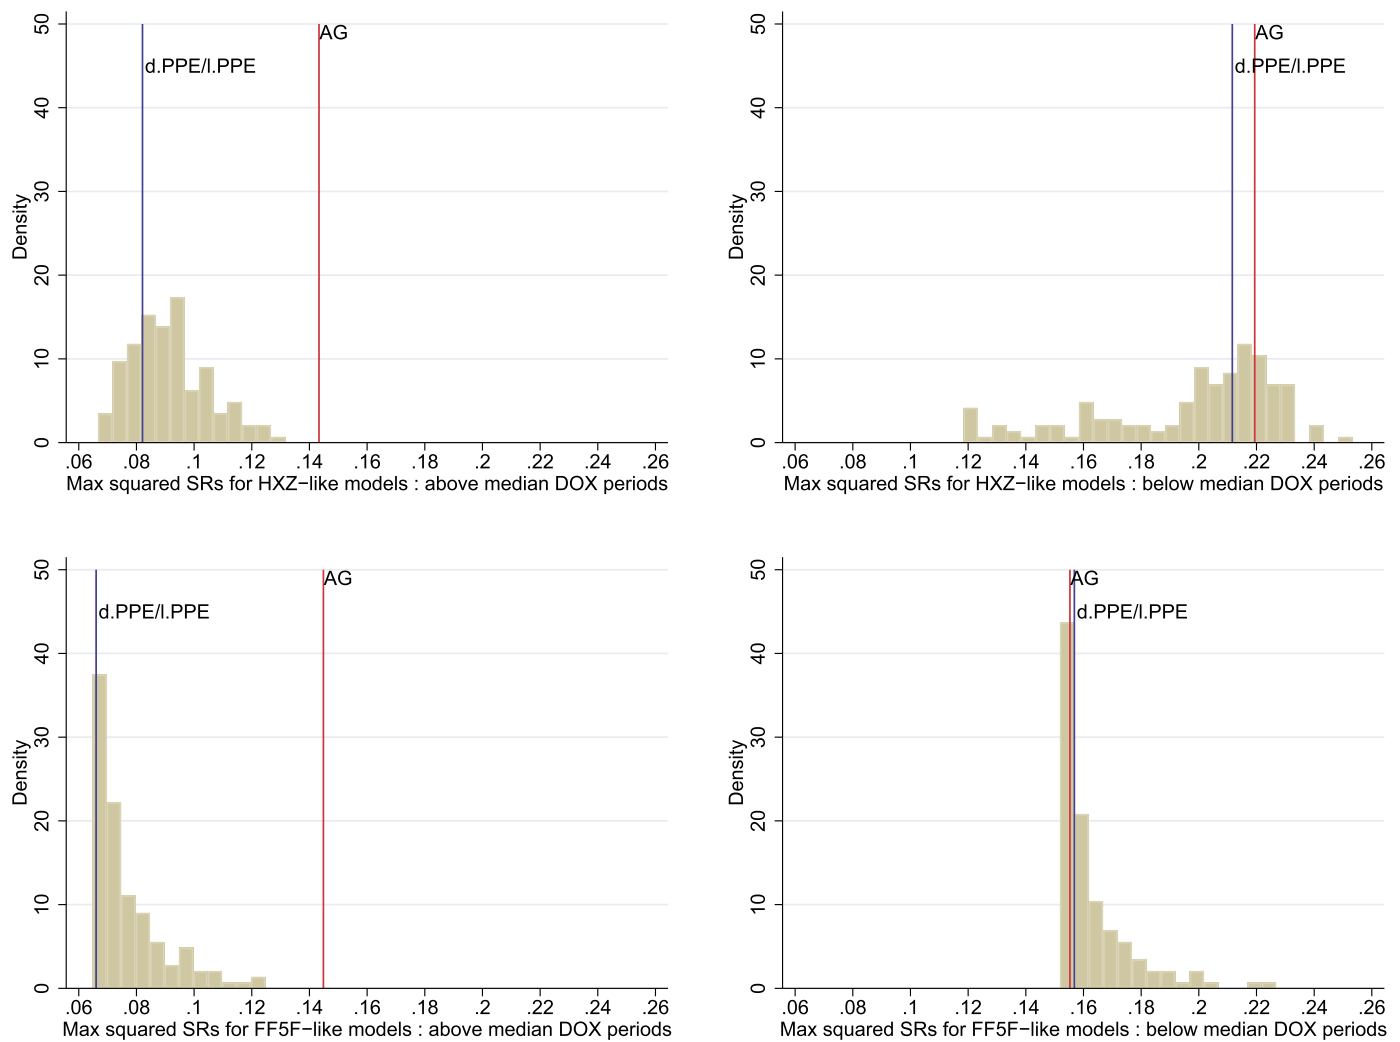 50
40
30
20
10
0
Density
AG
d.PPE/l.PPE
.06 .08 .1 .12 .14 .16 .18 .2 .22 .24 .26
Max squared SRs for HXZ−like models : above median DOX periods
50
40
30
20
10
0
Density
AG
d.PPE/l.PPE
.06 .08 .1 .12 .14 .16 .18 .2 .22 .24 .26
Max squared SRs for HXZ−like models : below median DOX periods
50
40
30
20
10
0
Density
AG
d.PPE/l.PPE
.06 .08 .1 .12 .14 .16 .18 .2 .22 .24 .26
Max squared SRs for FF5F−like models : above median DOX periods
50
40
30
20
10
0
Density
AG
d.PPE/l.PPE
.06 .08 .1 .12 .14 .16 .18 .2 .22 .24 .26
Max squared SRs for FF5F−like models : below median DOX periods